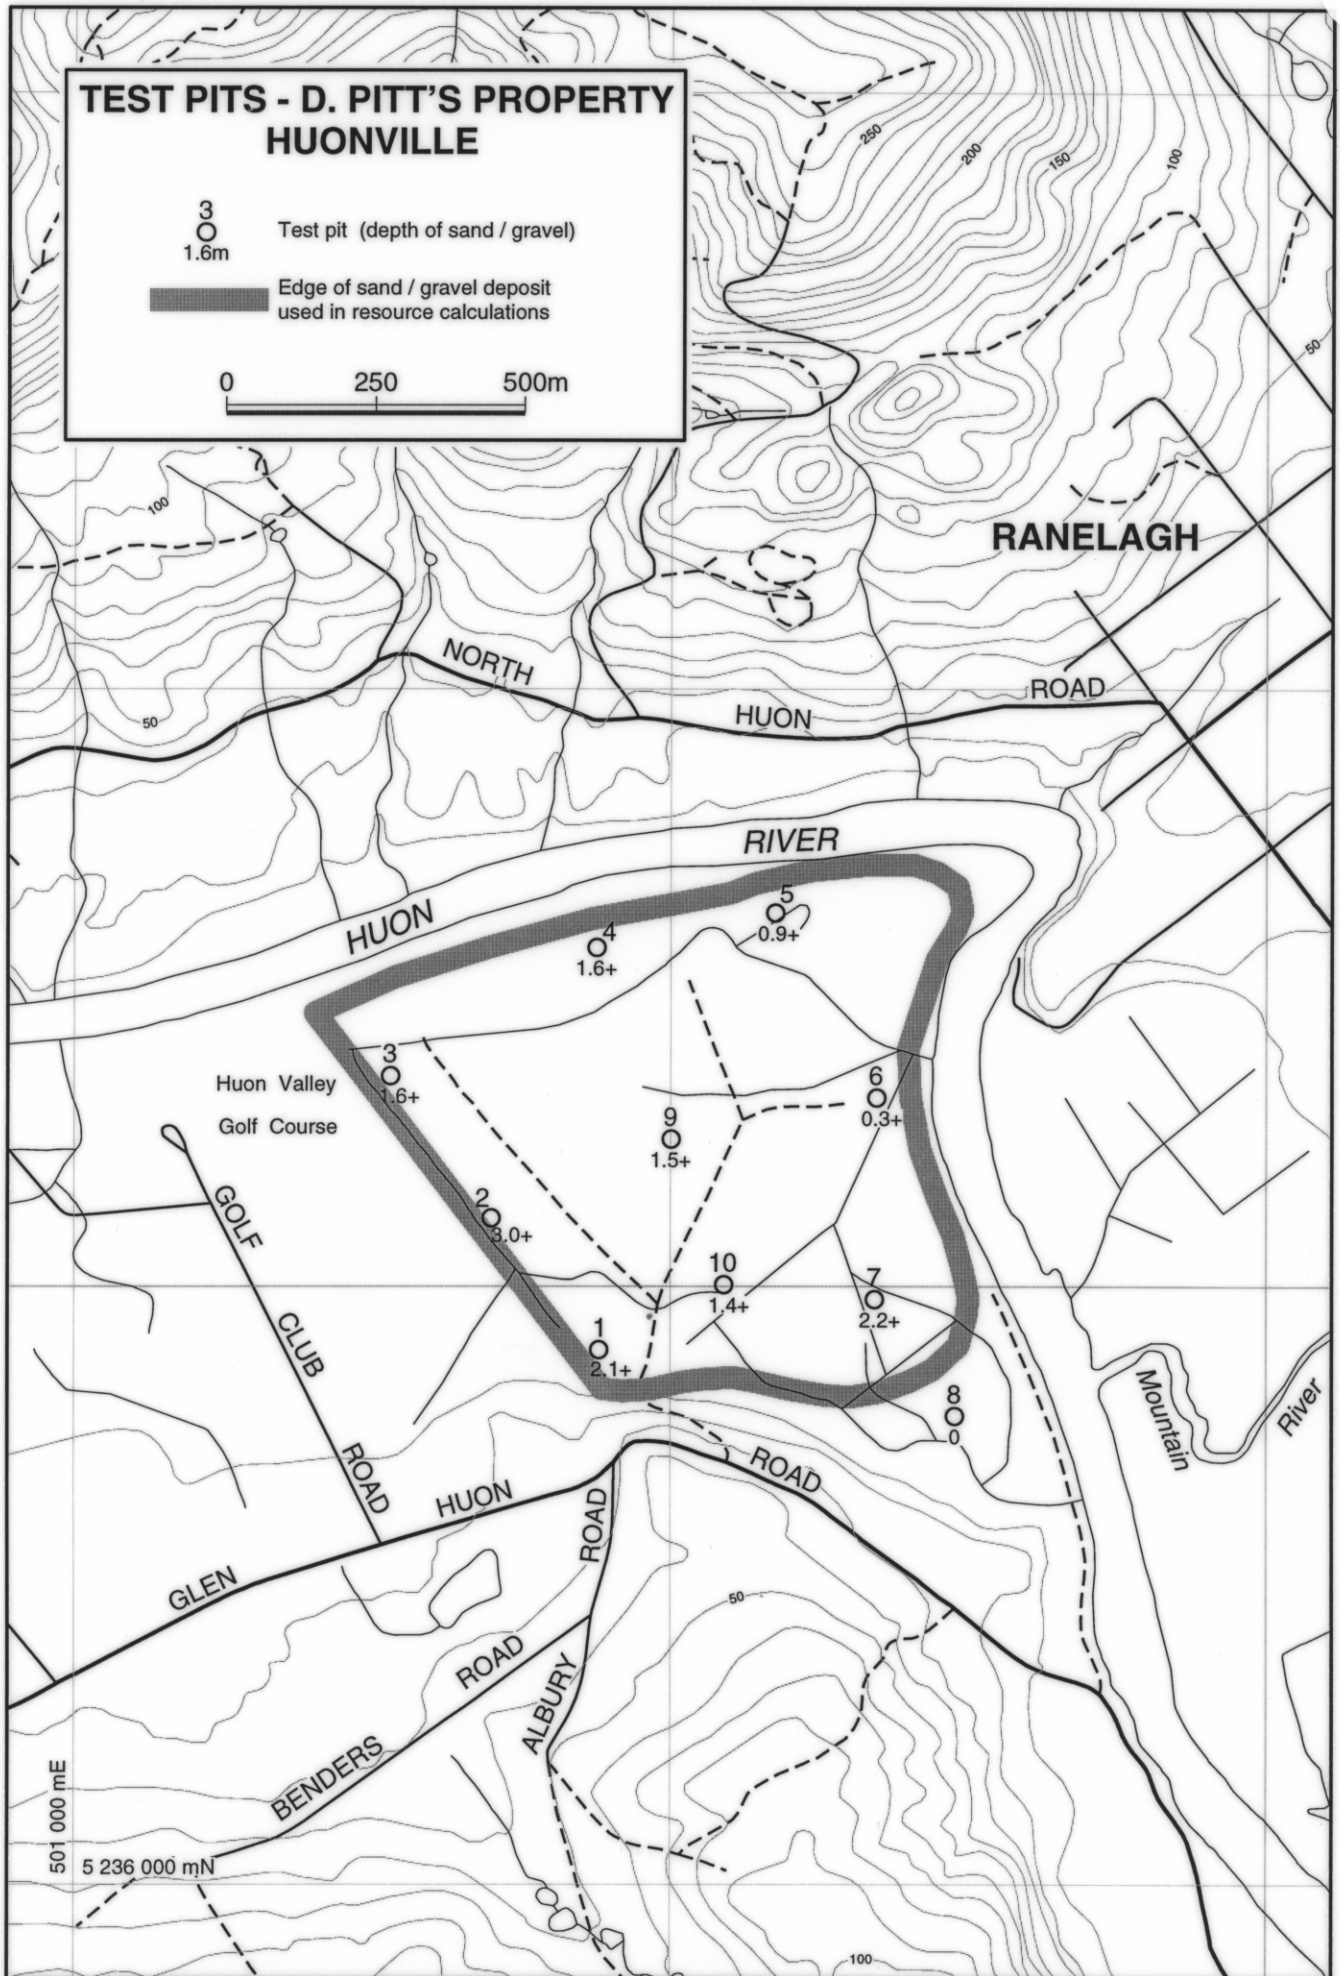 TEST PITS - D. PITT'S PROPERTY
HUONVILLE
3
1.6m
Test pit (depth of sand / gravel)
Edge of sand / gravel deposit
used in resource calculations
0 250 500m
250
200
150
100
50
100
RANELAGH
NORTH
HUON
ROAD
50
RIVER
HUON
5
0.9+
4
1.6+
3
1.6+
Huon Valley
Golf Course
6
0.3+
9
1.5+
2
3.0+
GOLF
CLUB
ROAD
10
1.4+
7
2.2+
1
2.1+
8
0
Mountain
River
GLEN
HUON
ROAD
ROAD
ALBURY
50
BENDERS
ROAD
501 000 mE
5 236 000 mN
100